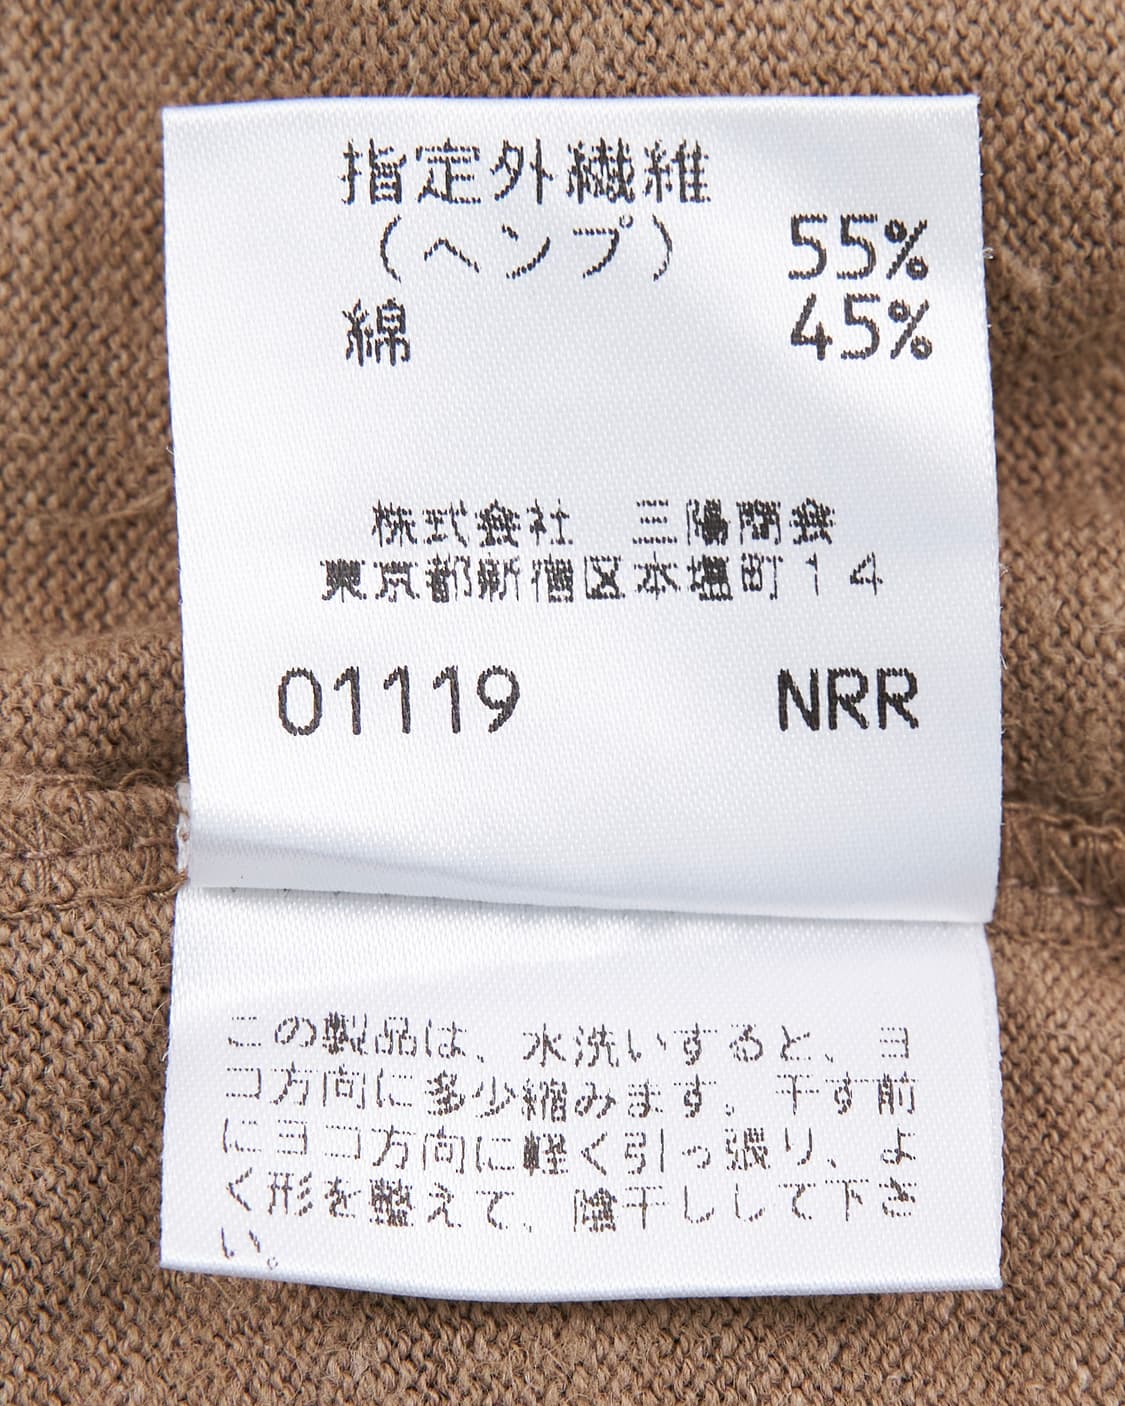 指定外繊維
（ヘンプ） 55%
綿 45%
株式会社 三陽商会
東京都新宿区本塩町14
01119 NRR
この製品は、水洗いすると、ヨ
コ方向に多少縮みます。干す前
にヨコ方向に軽く引っ張り、よ
く形を整えて、陰干しして下さ
い。